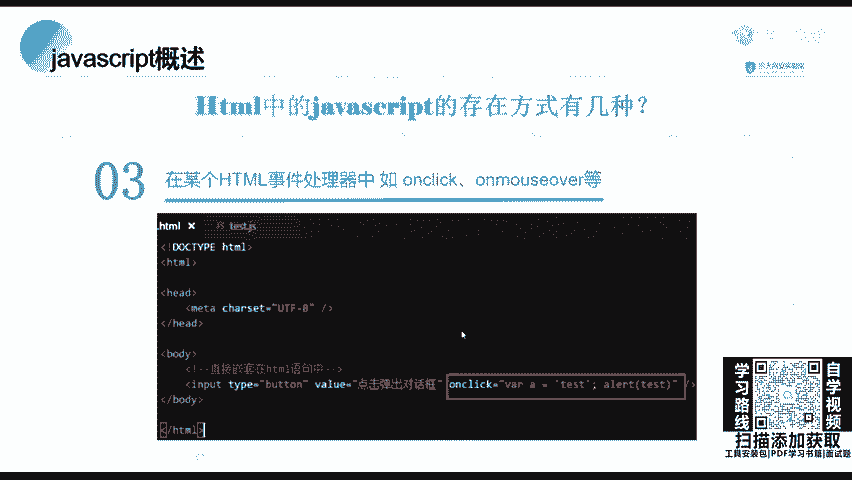 javascript概述
Html中的javascript的存在方式有几种?
03
在某个HTML事件处理器中 如 onclick、onmouseover等
.html ×
JS test.js
<!DOCTYPE html>
<html>
<head>
<meta charset="UTF-8" />
</head>
<body>
<!--直接嵌套在html语句中-->
<input type="button" value="点击弹出对话框" onclick="var a = 'test'; alert(test)" />
</body>
</html>
学习路线
自学视频
扫描添加获取
工具安装包|PDF学习书籍|面试题